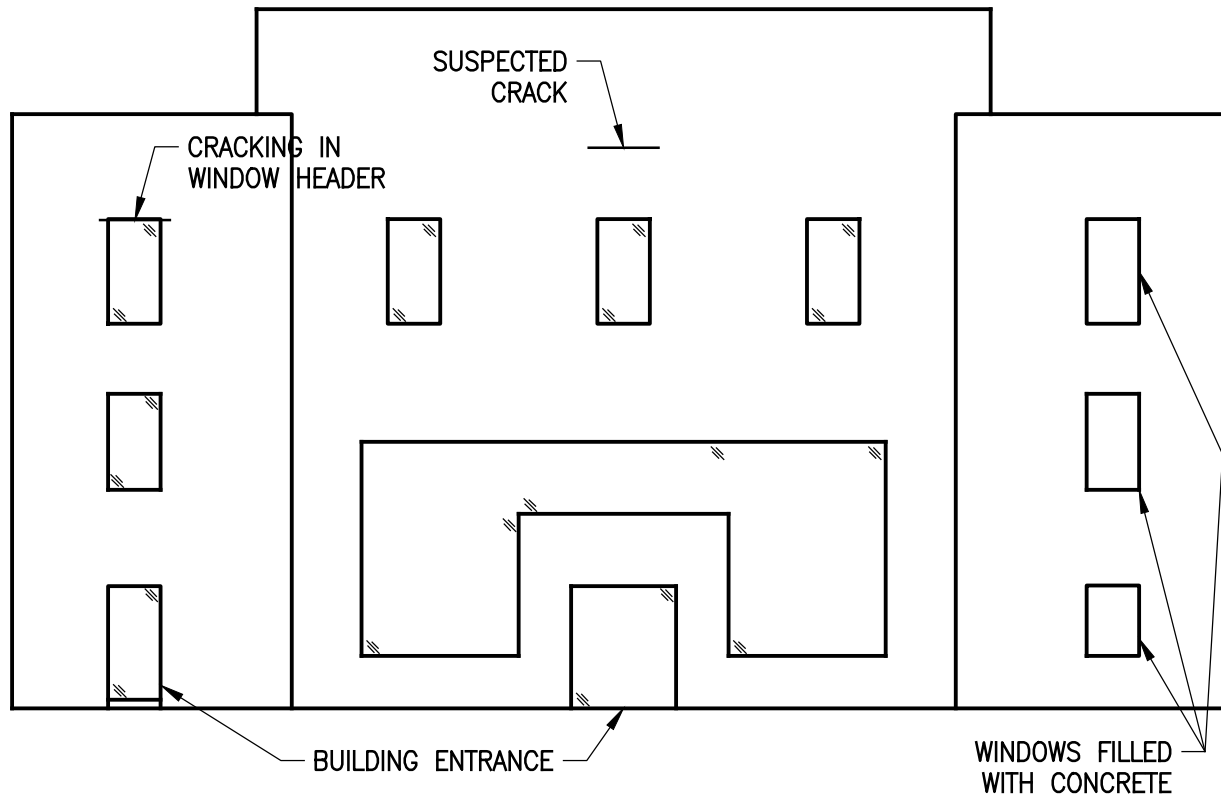 SUSPECTED
CRACK
CRACKING IN
WINDOW HEADER
BUILDING ENTRANCE
WINDOWS FILLED
WITH CONCRETE